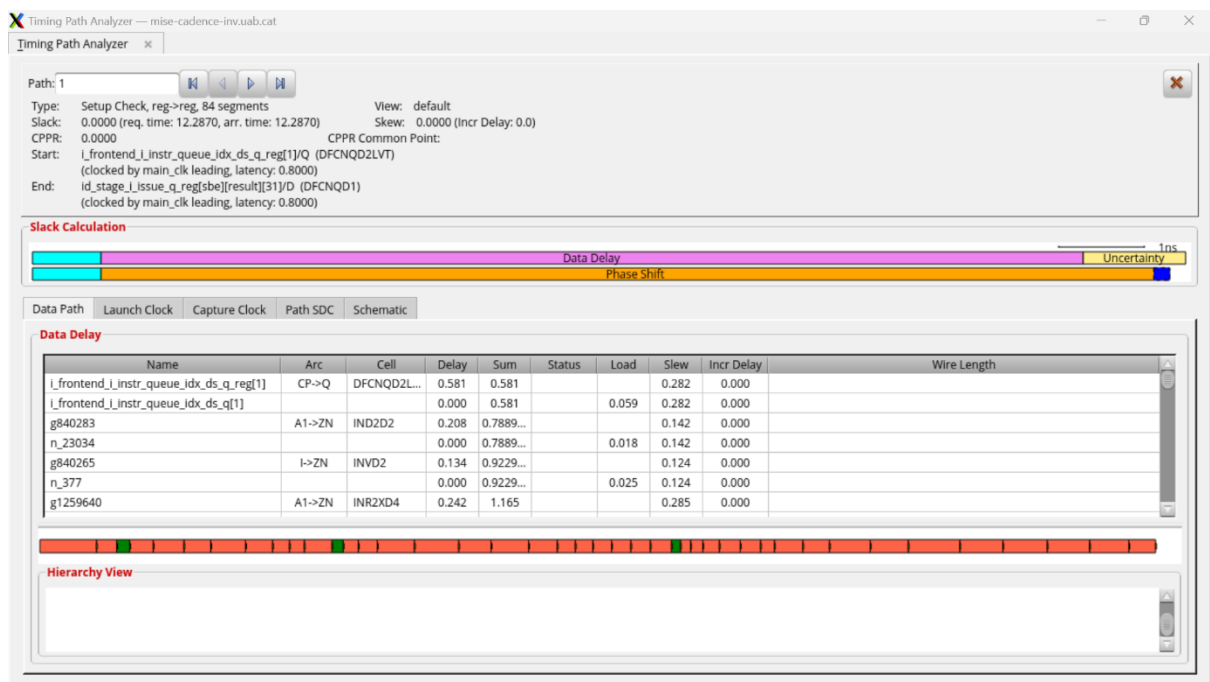 Timing Path Analyzer — mise-cadence-inv.uab.cat
Timing Path Analyzer ×
Path: 1
Type: Setup Check, reg->reg, 84 segments View: default
Slack: 0.0000 (req. time: 12.2870, arr. time: 12.2870) Skew: 0.0000 (Incr Delay: 0.0)
CPPR: 0.0000 CPPR Common Point:
Start: i_frontend_i_instr_queue_idx_ds_q_reg[1]/Q (DFCNQD2LVT)
(clocked by main_clk leading, latency: 0.8000)
End: id_stage_i_issue_q_reg[sbe][result][31]/D (DFCNQD1)
(clocked by main_clk leading, latency: 0.8000)
Slack Calculation
1ns
Data Delay Uncertainty
Phase Shift
Data Path Launch Clock Capture Clock Path SDC Schematic
Data Delay
Name Arc Cell Delay Sum Status Load Slew Incr Delay Wire Length
i_frontend_i_instr_queue_idx_ds_q_reg[1] CP->Q DFCNQD2L... 0.581 0.581 0.282 0.000
i_frontend_i_instr_queue_idx_ds_q[1] 0.000 0.581 0.059 0.282 0.000
g840283 A1->ZN IND2D2 0.208 0.7889... 0.142 0.000
n_23034 0.000 0.7889... 0.018 0.142 0.000
g840265 I->ZN INVD2 0.134 0.9229... 0.124 0.000
n_377 0.000 0.9229... 0.025 0.124 0.000
g1259640 A1->ZN INR2XD4 0.242 1.165 0.285 0.000
Hierarchy View